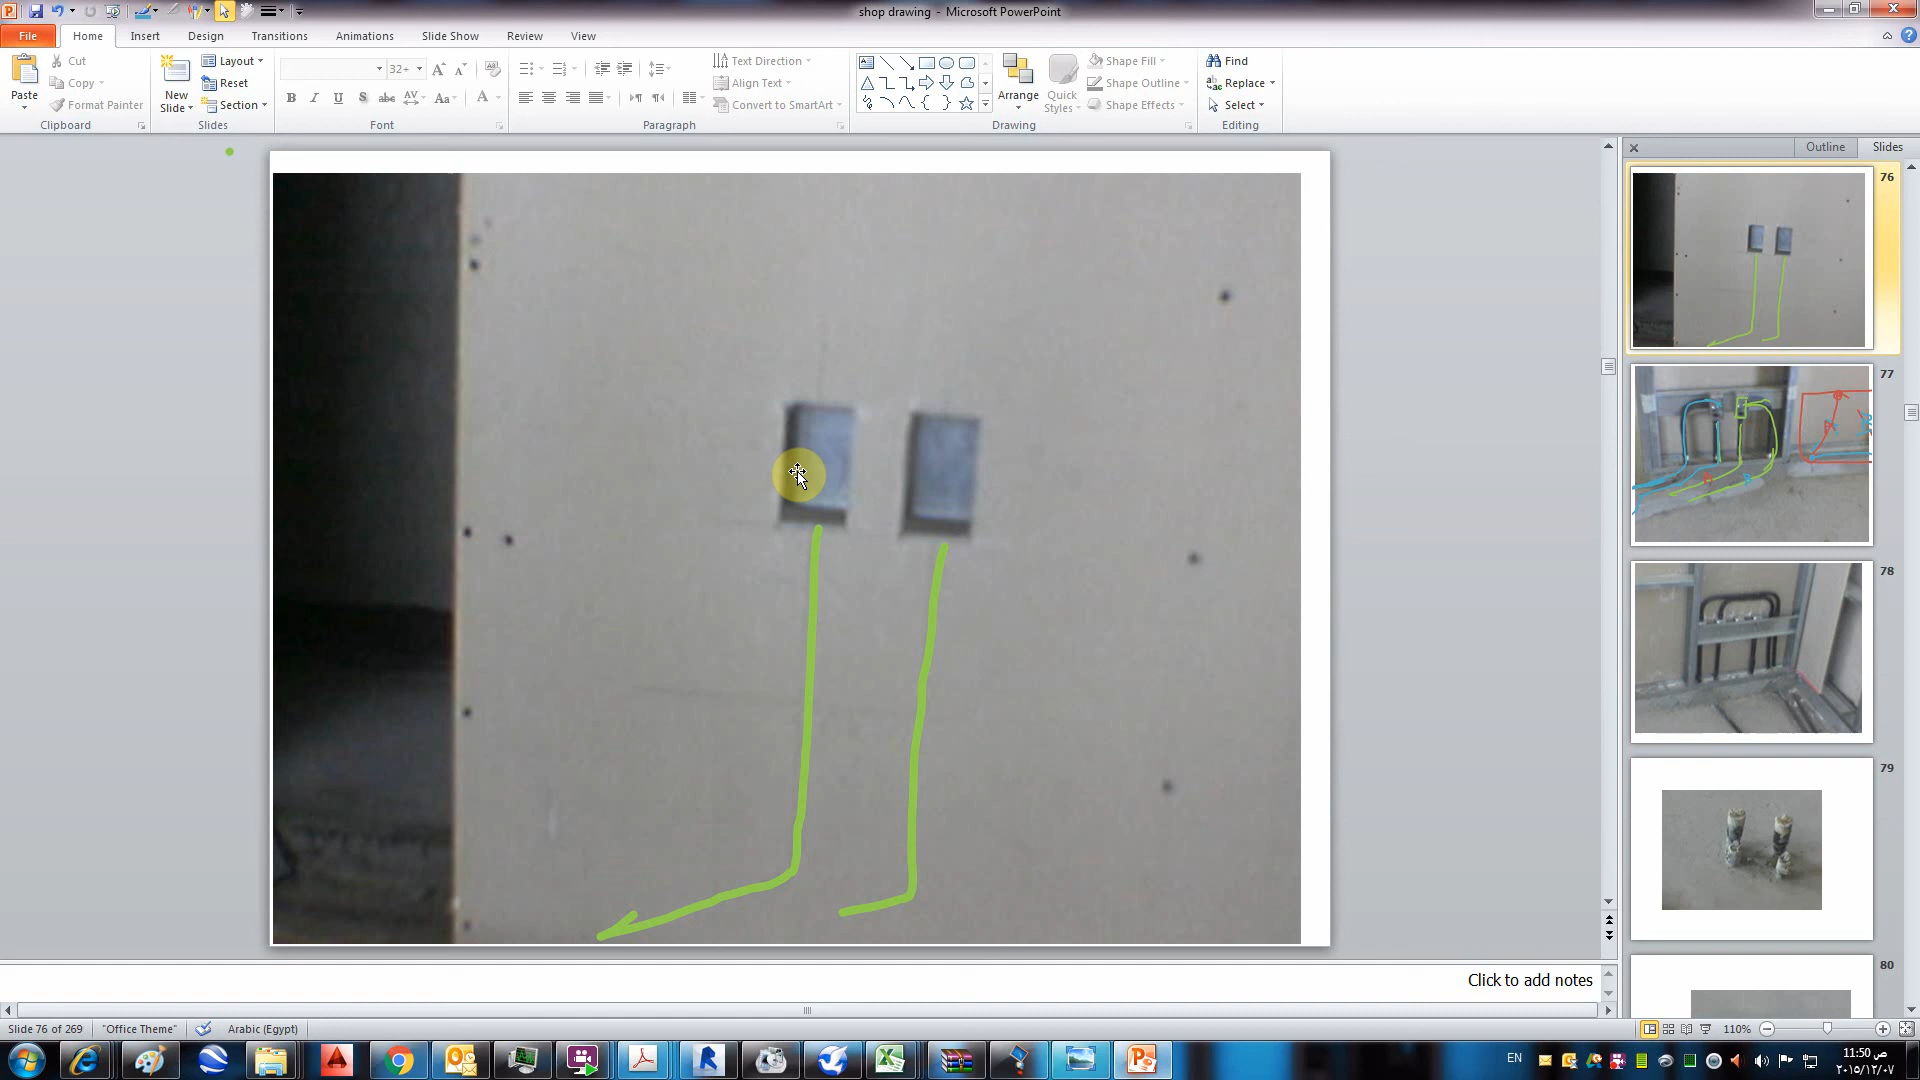 shop drawing - Microsoft PowerPoint
File Home Insert Design Transitions Animations Slide Show Review View
Paste Cut Copy Format Painter Clipboard
New Slide Layout Reset Section Slides
32+ Font
Text Direction Align Text Convert to SmartArt Paragraph
Arrange Quick Styles Shape Fill Shape Outline Shape Effects Drawing
Find Replace Select Editing
Outline Slides
76
77
78
79
80
Click to add notes
Slide 76 of 269 "Office Theme" Arabic (Egypt) 110%
EN 11:50 ص
٢٠١٥/١٢/٠٧